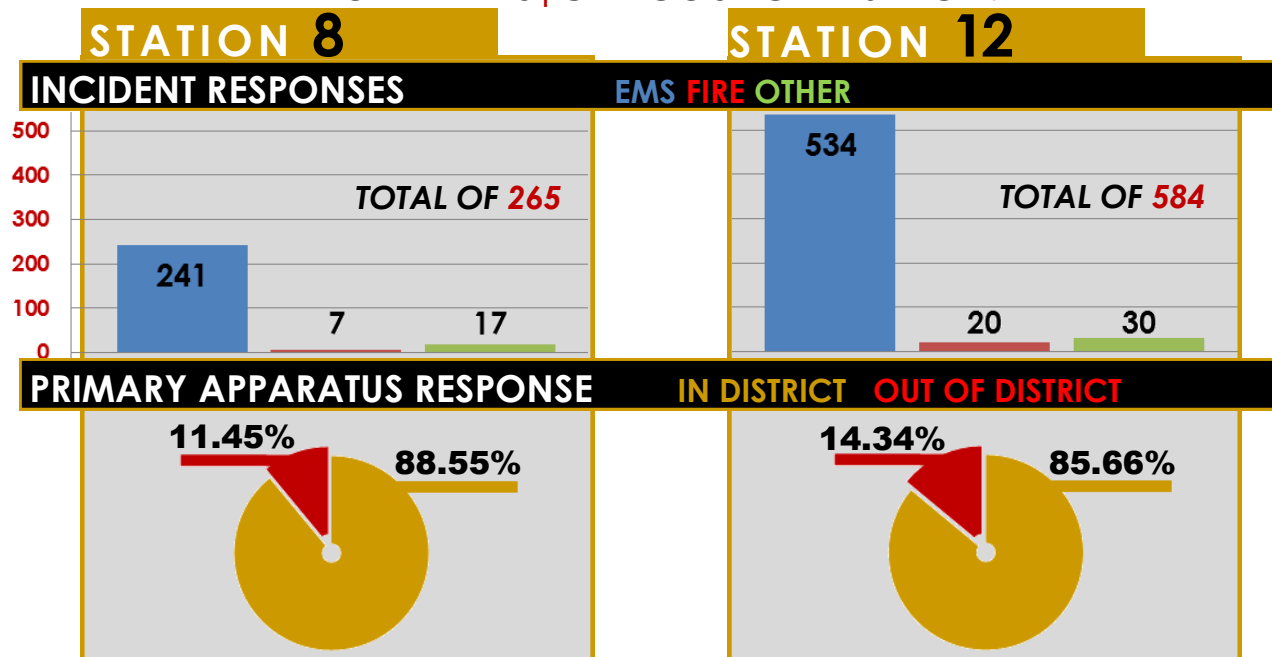 STATION 8
STATION 12
INCIDENT RESPONSES EMS FIRE OTHER
500
400
300
200
100
0
241
7
17
TOTAL OF 265
534
20
30
TOTAL OF 584
PRIMARY APPARATUS RESPONSE IN DISTRICT OUT OF DISTRICT
11.45%
88.55%
14.34%
85.66%